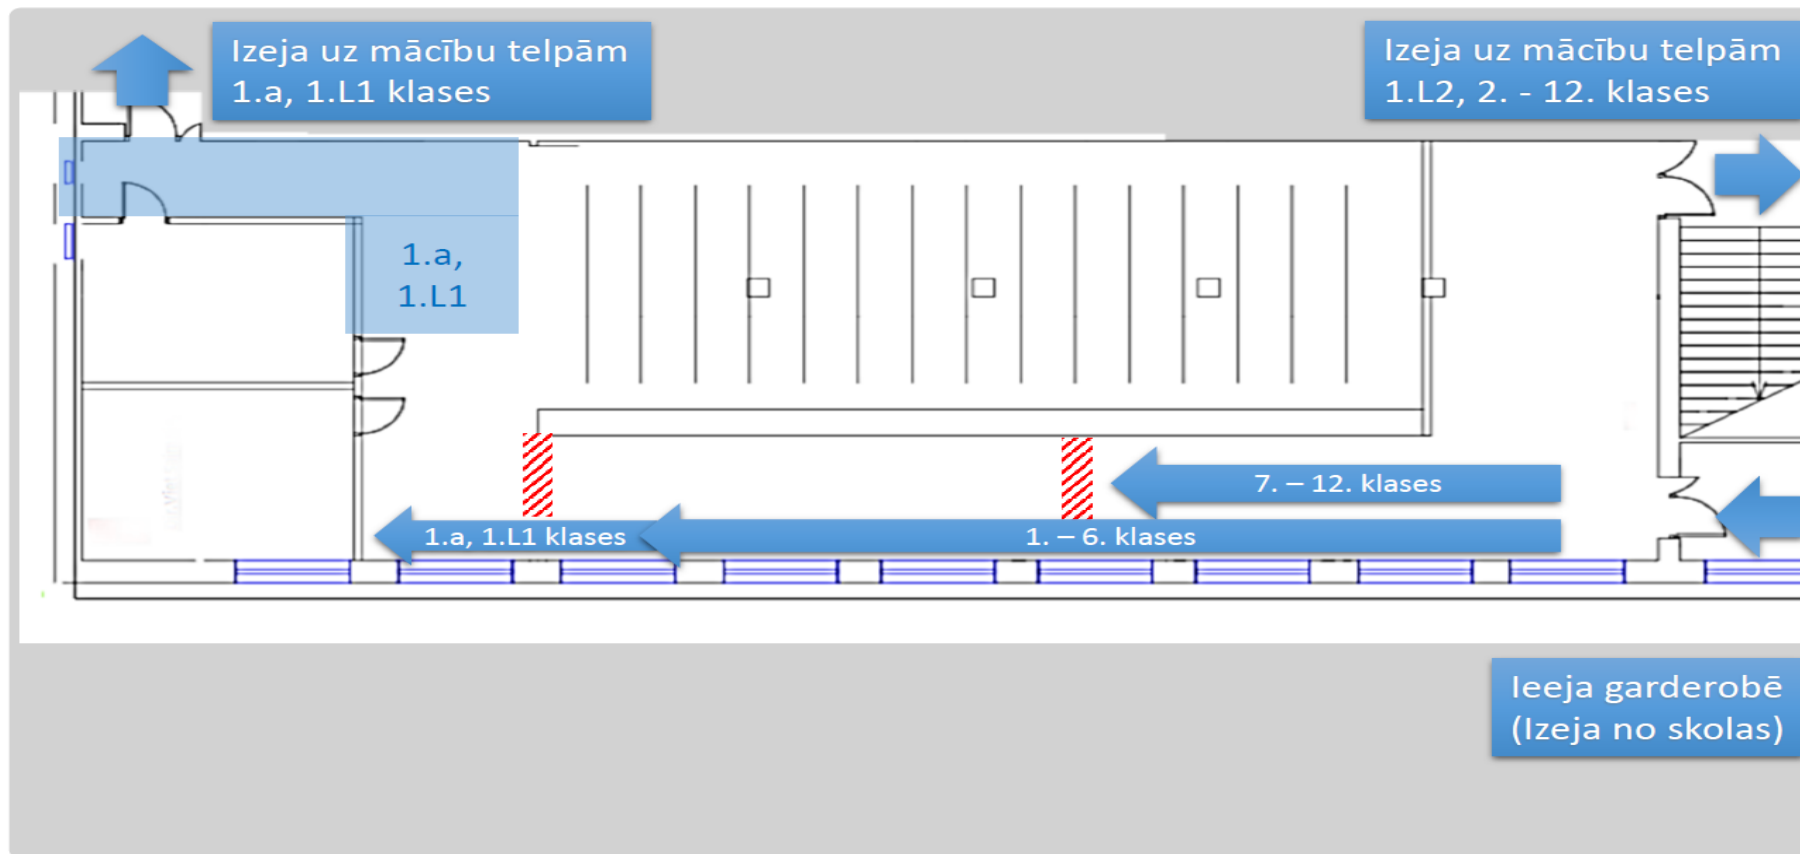 Izeja uz mācību telpām
1.a, 1.L1 klases
Izeja uz mācību telpām
1.L2, 2. - 12. klases
1.a,
1.L1
7. – 12. klases
1.a, 1.L1 klases
1. – 6. klases
Ieeja garderobē
(Izeja no skolas)